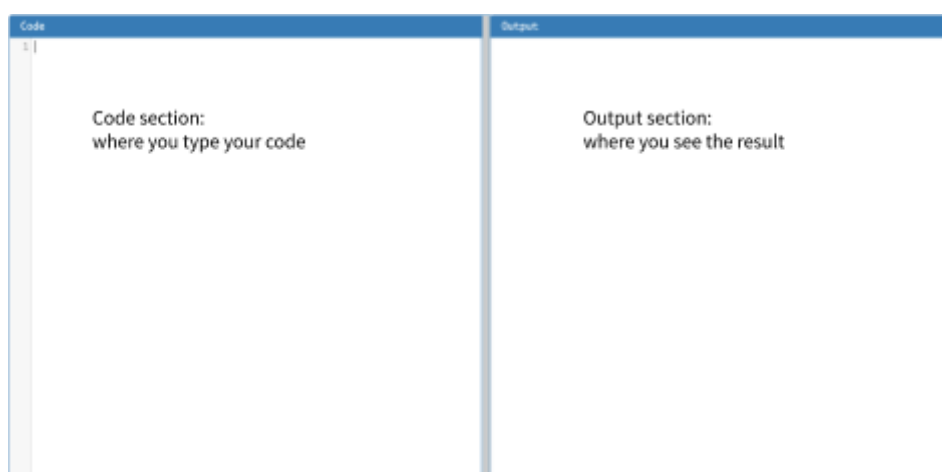 Code
Output
1
Code section:
where you type your code
Output section:
where you see the result